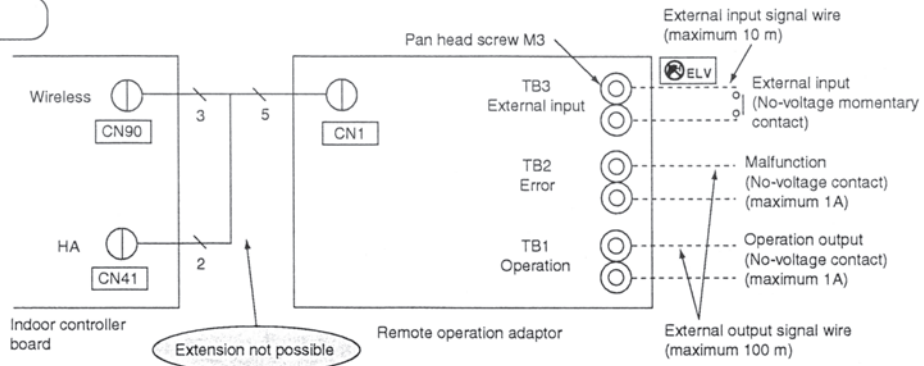 External input signal wire
(maximum 10 m)
Pan head screw M3
ELV
Wireless
CN90
3
5
CN1
TB3
External input
External input
(No-voltage momentary
contact)
TB2
Error
Malfunction
(No-voltage contact)
(maximum 1A)
HA
CN41
2
TB1
Operation
Operation output
(No-voltage contact)
(maximum 1A)
Indoor controller
board
Extension not possible
Remote operation adaptor
External output signal wire
(maximum 100 m)